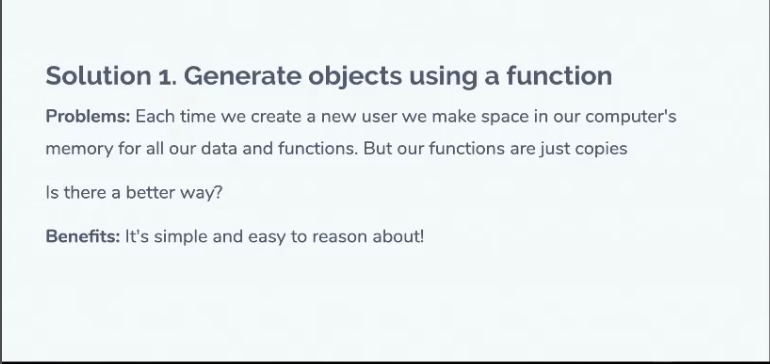 Solution 1. Generate objects using a function
Problems: Each time we create a new user we make space in our computer's
memory for all our data and functions. But our functions are just copies
Is there a better way?
Benefits: It's simple and easy to reason about!